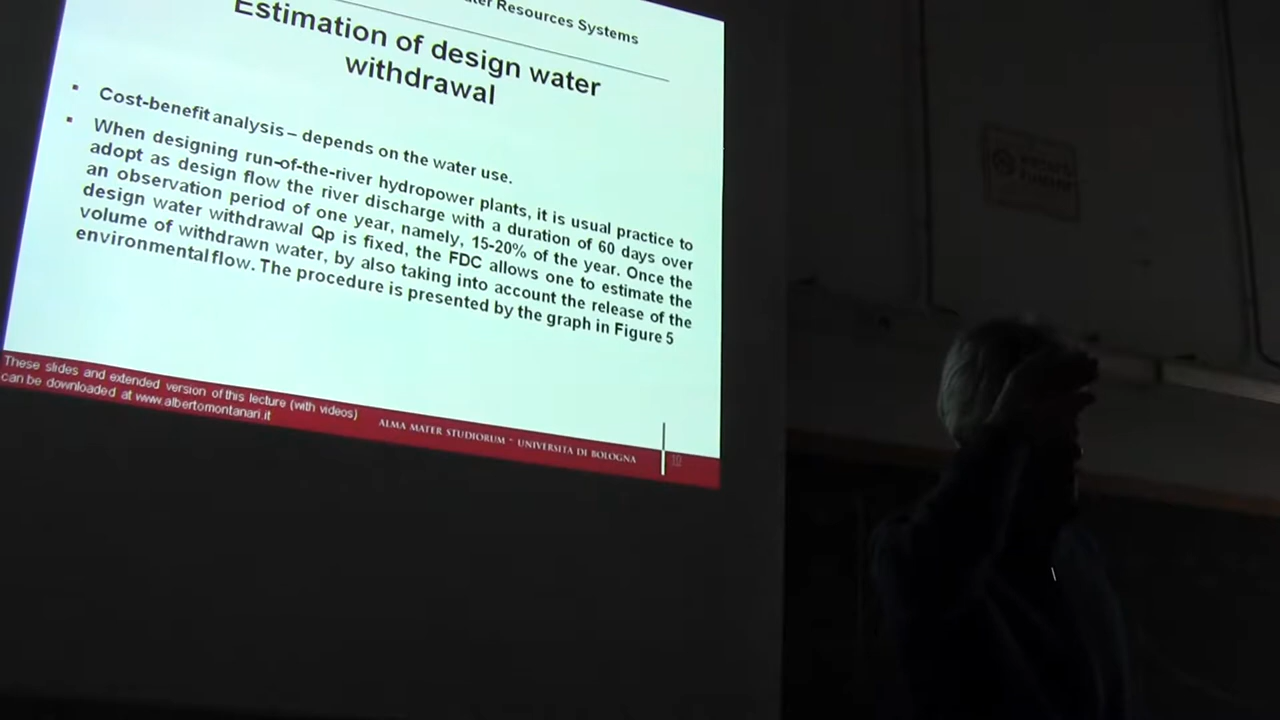 Resources Systems
Estimation of design water
withdrawal
▪ Cost-benefit analysis – depends on the water use.
▪ When designing run-of-the-river hydropower plants, it is usual practice to
adopt as design flow the river discharge with a duration of 60 days over
an observation period of one year, namely, 15-20% of the year. Once the
design water withdrawal Qp is fixed, the FDC allows one to estimate the
volume of withdrawn water, by also taking into account the release of the
environmental flow. The procedure is presented by the graph in Figure 5
These slides and extended version of this lecture (with videos)
can be downloaded at www.albertomontanari.it
ALMA MATER STUDIORUM ~ UNIVERSITA DI BOLOGNA
10